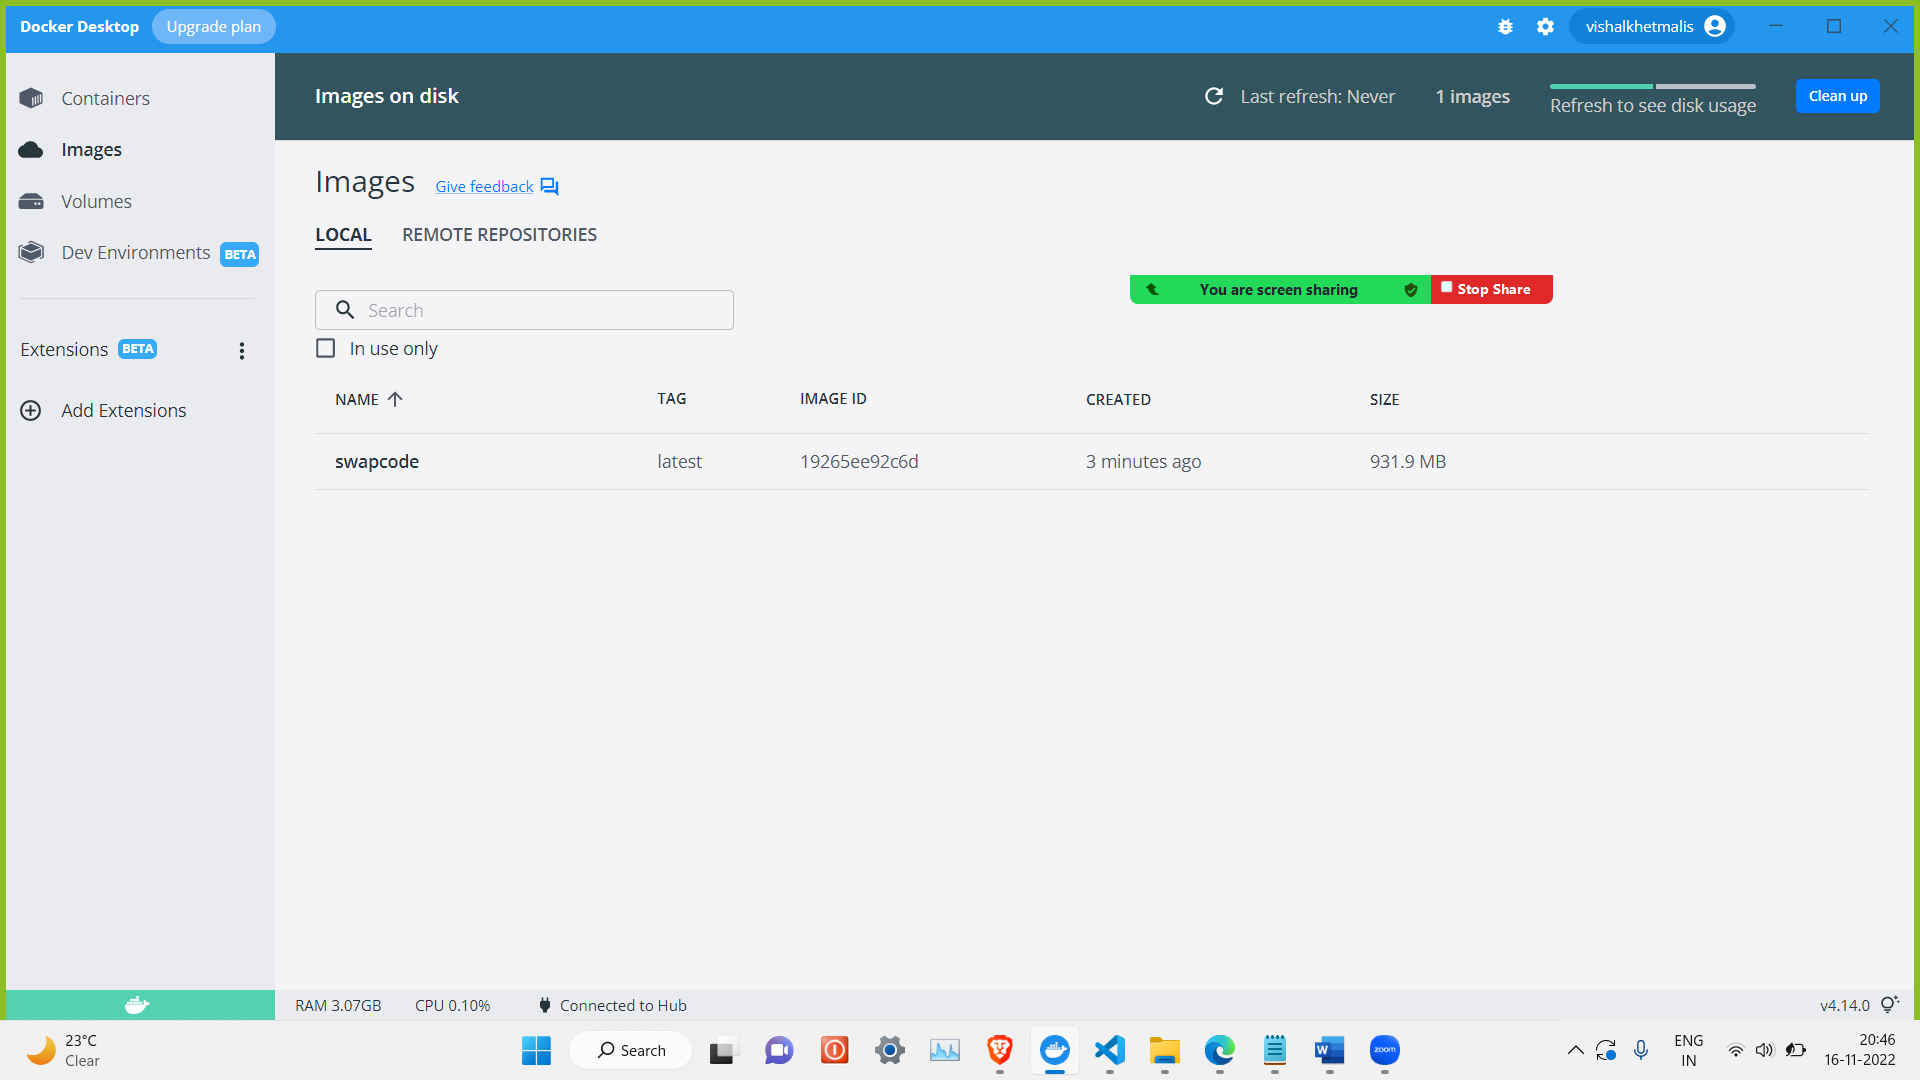 Docker Desktop
Upgrade plan
vishalkhetmalis
Containers
Images
Volumes
Dev Environments BETA
Extensions BETA
Add Extensions
Images on disk
Last refresh: Never
1 images
Refresh to see disk usage
Clean up
Images
Give feedback
LOCAL
REMOTE REPOSITORIES
You are screen sharing
Stop Share
Search
In use only
NAME TAG IMAGE ID CREATED SIZE
swapcode latest 19265ee92c6d 3 minutes ago 931.9 MB
RAM 3.07GB CPU 0.10% Connected to Hub
v4.14.0
23°C
Clear
Search
W
zoom
ENG
IN
20:46
16-11-2022